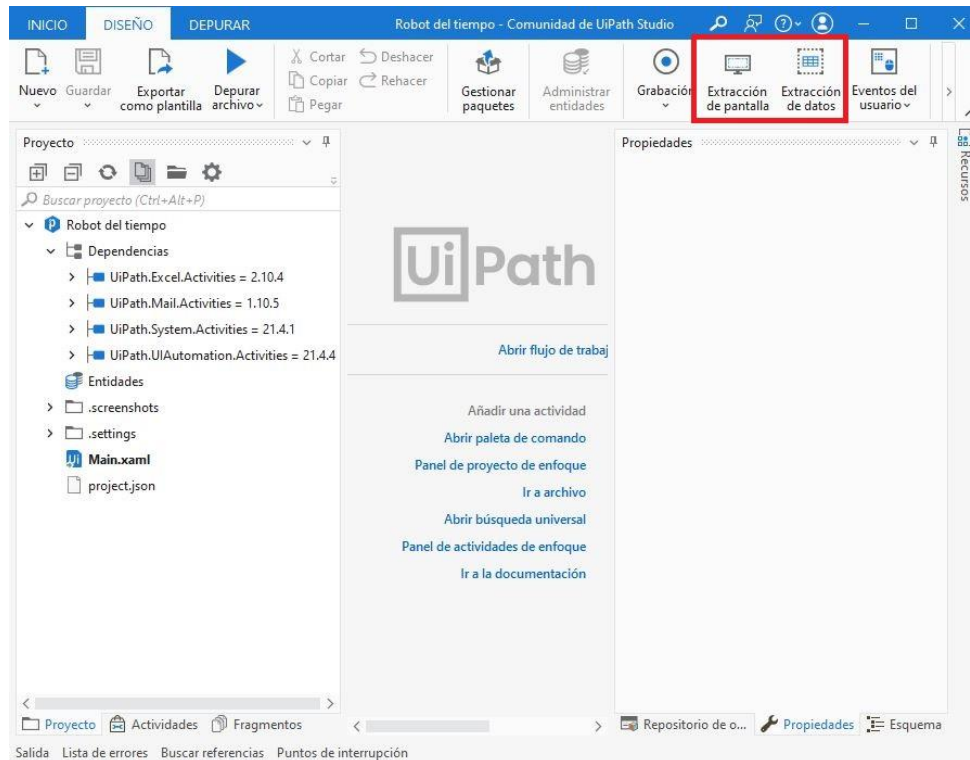 INICIO DISEÑO DEPURAR Robot del tiempo - Comunidad de UiPath Studio
Nuevo
Guardar
Exportar como plantilla
Depurar archivo
Cortar
Copiar
Pegar
Deshacer
Rehacer
Gestionar paquetes
Administrar entidades
Grabación
Extracción de pantalla
Extracción de datos
Eventos del usuario
Proyecto
Buscar proyecto (Ctrl+Alt+P)
Robot del tiempo
Dependencias
UiPath.Excel.Activities = 2.10.4
UiPath.Mail.Activities = 1.10.5
UiPath.System.Activities = 21.4.1
UiPath.UIAutomation.Activities = 21.4.4
Entidades
.screenshots
.settings
Main.xaml
project.json
UiPath
Abrir flujo de trabaj
Añadir una actividad
Abrir paleta de comando
Panel de proyecto de enfoque
Ir a archivo
Abrir búsqueda universal
Panel de actividades de enfoque
Ir a la documentación
Propiedades
Recursos
Proyecto Actividades Fragmentos
Repositorio de o... Propiedades Esquema
Salida Lista de errores Buscar referencias Puntos de interrupción